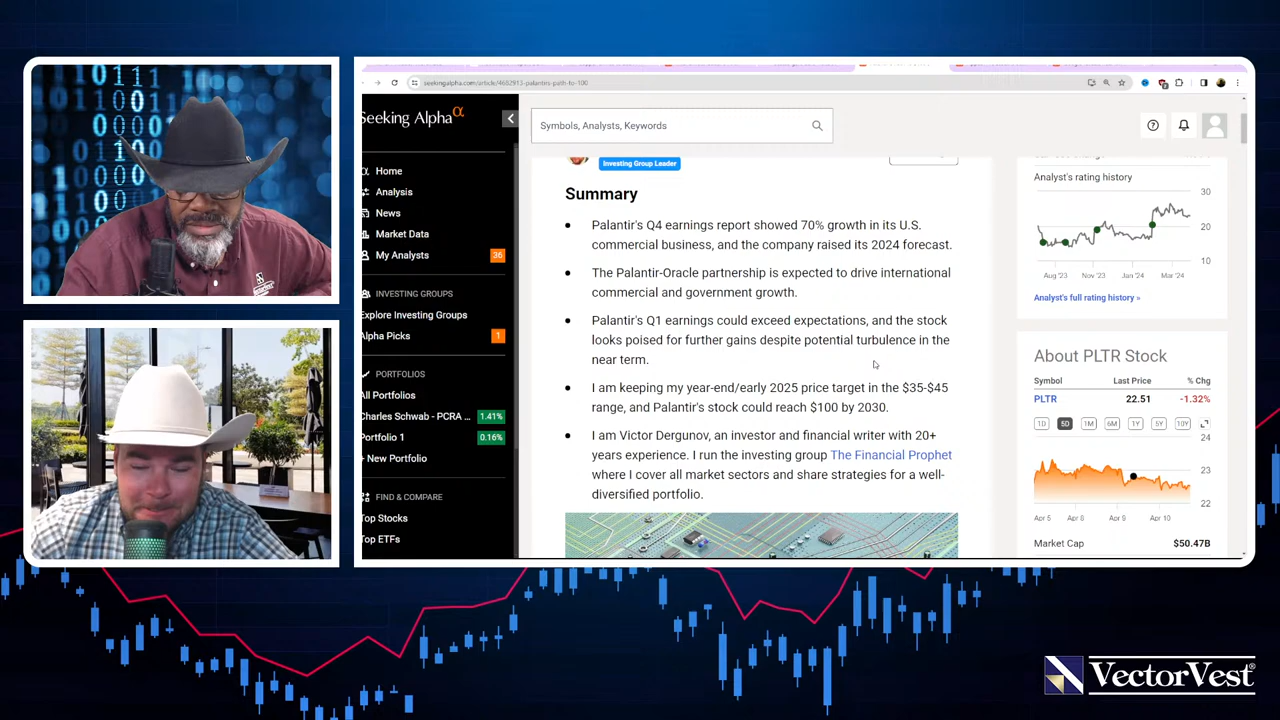 seekingalpha.com/article/4682913-palantirs-path-to-100
Seeking Alpha α
Symbols, Analysts, Keywords
Home
Analysis
News
Market Data
My Analysts 36
INVESTING GROUPS
Explore Investing Groups
Alpha Picks 1
PORTFOLIOS
All Portfolios
Charles Schwab - PCRA ... 1.41%
Portfolio 1 0.16%
+ New Portfolio
FIND & COMPARE
Top Stocks
Top ETFs
Investing Group Leader
Summary
Palantir's Q4 earnings report showed 70% growth in its U.S.
commercial business, and the company raised its 2024 forecast.
The Palantir-Oracle partnership is expected to drive international
commercial and government growth.
Palantir's Q1 earnings could exceed expectations, and the stock
looks poised for further gains despite potential turbulence in the
near term.
I am keeping my year-end/early 2025 price target in the $35-$45
range, and Palantir's stock could reach $100 by 2030.
I am Victor Dergunov, an investor and financial writer with 20+
years experience. I run the investing group The Financial Prophet
where I cover all market sectors and share strategies for a well-
diversified portfolio.
Analyst's rating history
30
20
10
Aug '23 Nov '23 Jan '24 Mar '24
Analyst's full rating history »
About PLTR Stock
Symbol Last Price % Chg
PLTR 22.51 -1.32%
1D 5D 1M 6M 1Y 5Y 10Y
24
23
22
Apr 5 Apr 8 Apr 9 Apr 10
Market Cap $50.47B
VectorVest®